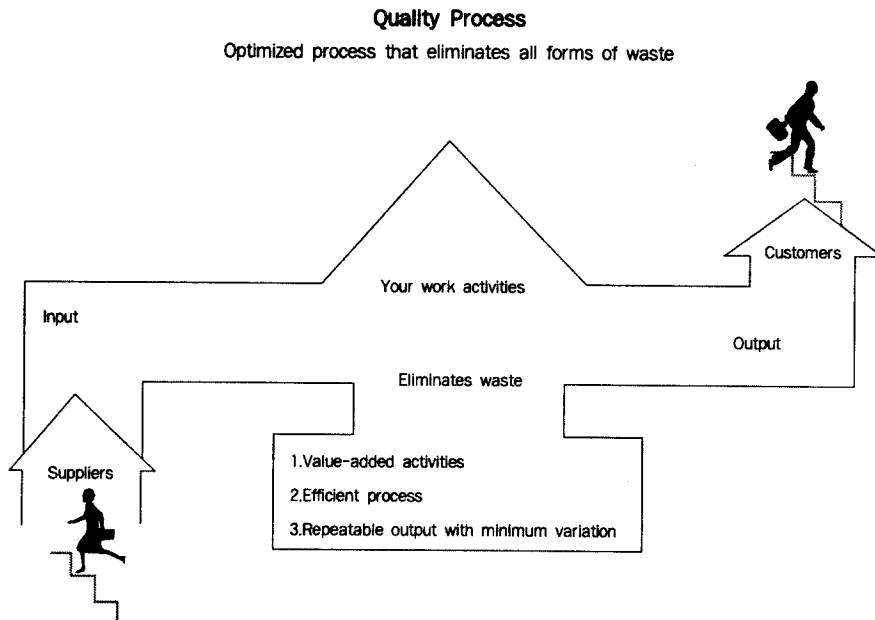 Quality Process
Optimized process that eliminates all forms of waste
Customers
Your work activities
Input
Output
Eliminates waste
Suppliers
1.Value-added activities
2.Efficient process
3.Repeatable output with minimum variation